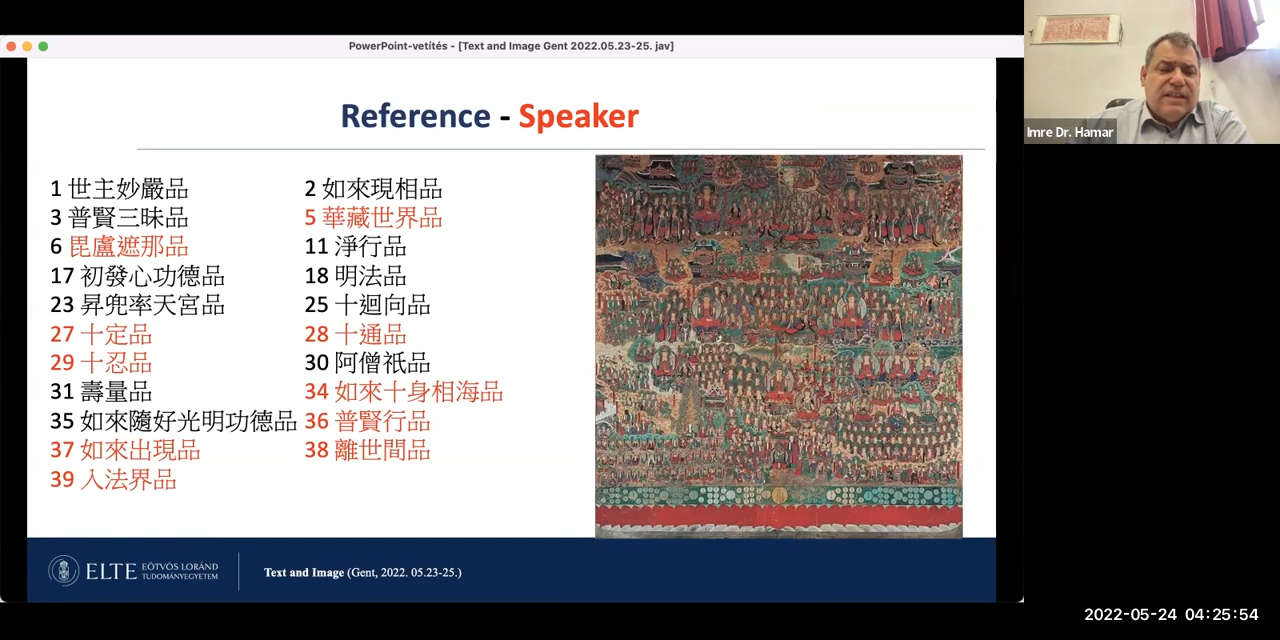 PowerPoint-vetítés - [Text and Image Gent 2022.05.23-25. jav]
Imre Dr. Hamar
Reference - Speaker
1 世主妙嚴品 2 如來現相品
3 普賢三昧品 5 華藏世界品
6 毘盧遮那品 11 淨行品
17 初發心功德品 18 明法品
23 昇兜率天宮品 25 十迴向品
27 十定品 28 十通品
29 十忍品 30 阿僧祇品
31 壽量品 34 如來十身相海品
35 如來隨好光明功德品 36 普賢行品
37 如來出現品 38 離世間品
39 入法界品
ELTE EÖTVÖS LORÁND
TUDOMÁNYEGYETEM
Text and Image (Gent, 2022. 05.23-25.)
2022-05-24 04:25:54